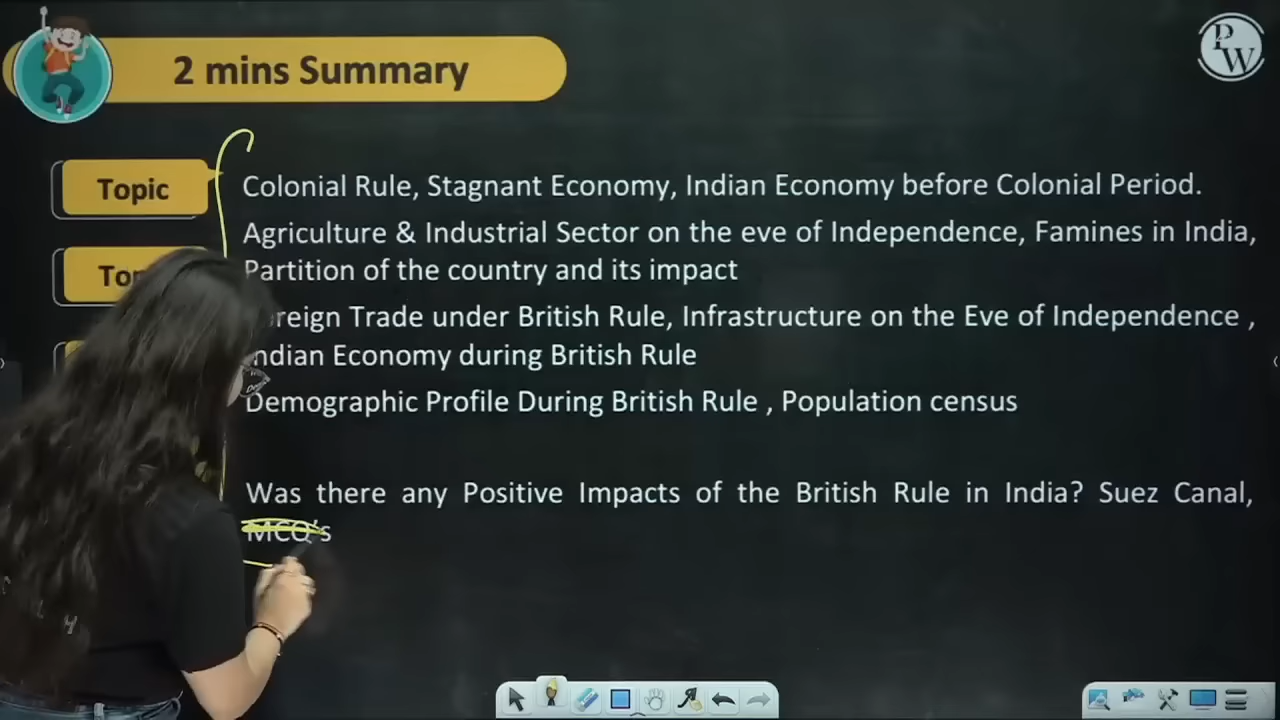 2 mins Summary
PW
Topic
Colonial Rule, Stagnant Economy, Indian Economy before Colonial Period.
Agriculture & Industrial Sector on the eve of Independence, Famines in India,
Partition of the country and its impact
Foreign Trade under British Rule, Infrastructure on the Eve of Independence ,
Indian Economy during British Rule
Demographic Profile During British Rule , Population census
Was there any Positive Impacts of the British Rule in India? Suez Canal,
MCQ's